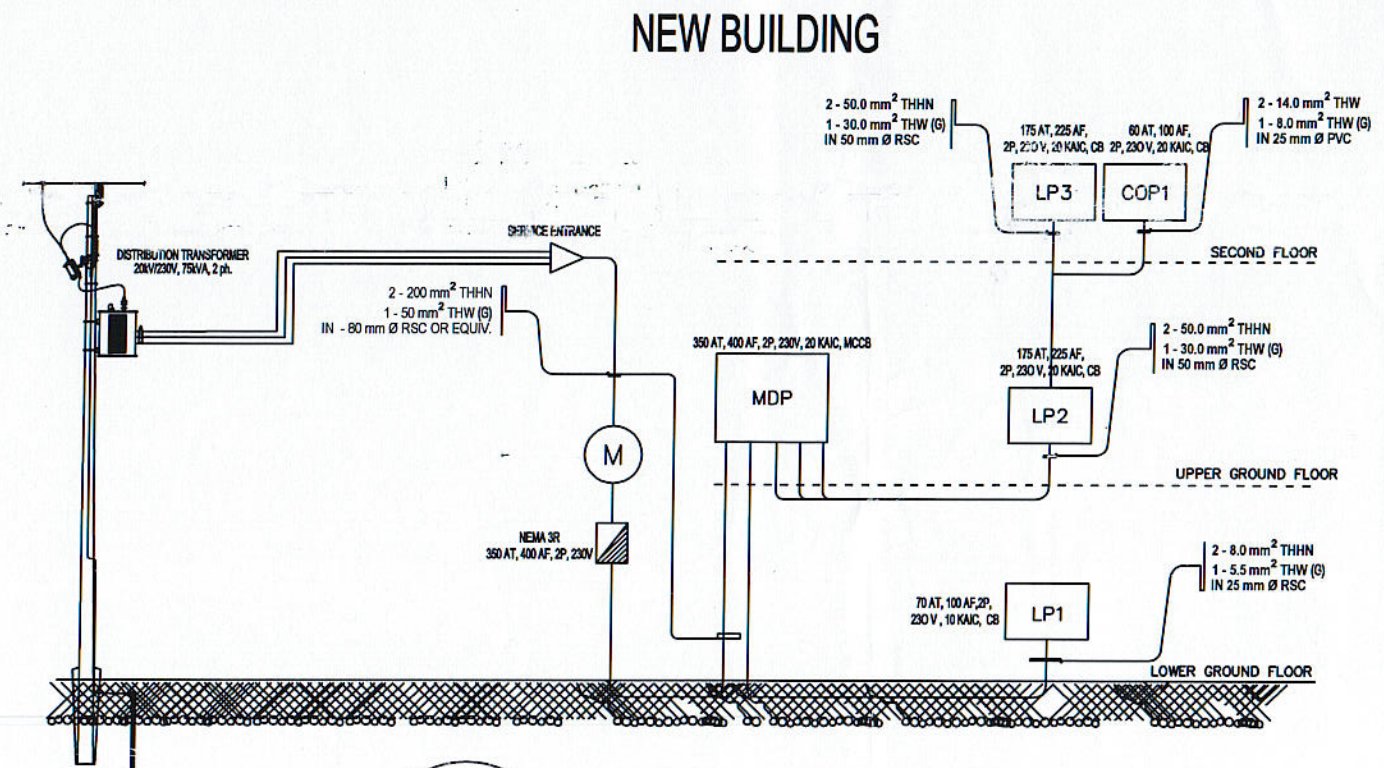 NEW BUILDING
2 - 50.0 mm² THHN
1 - 30.0 mm² THW (G)
IN 50 mm Ø RSC
175 AT, 225 AF,
2P, 230 V, 20 KAIC, CB
60 AT, 100 AF,
2P, 230 V, 20 KAIC, CB
2 - 14.0 mm² THW
1 - 8.0 mm² THW (G)
IN 25 mm Ø PVC
LP3
COP1
SERVICE ENTRANCE
DISTRIBUTION TRANSFORMER
20kV/230V, 75kVA, 2 ph.
SECOND FLOOR
2 - 200 mm² THHN
1 - 50 mm² THW (G)
IN - 80 mm Ø RSC OR EQUIV.
350 AT, 400 AF, 2P, 230V, 20 KAIC, MCCB
MDP
175 AT, 225 AF,
2P, 230 V, 20 KAIC, CB
LP2
2 - 50.0 mm² THHN
1 - 30.0 mm² THW (G)
IN 50 mm Ø RSC
M
UPPER GROUND FLOOR
NEMA 3R
350 AT, 400 AF, 2P, 230V
70 AT, 100 AF,2P,
230 V , 10 KAIC, CB
LP1
2 - 8.0 mm² THHN
1 - 5.5 mm² THW (G)
IN 25 mm Ø RSC
LOWER GROUND FLOOR